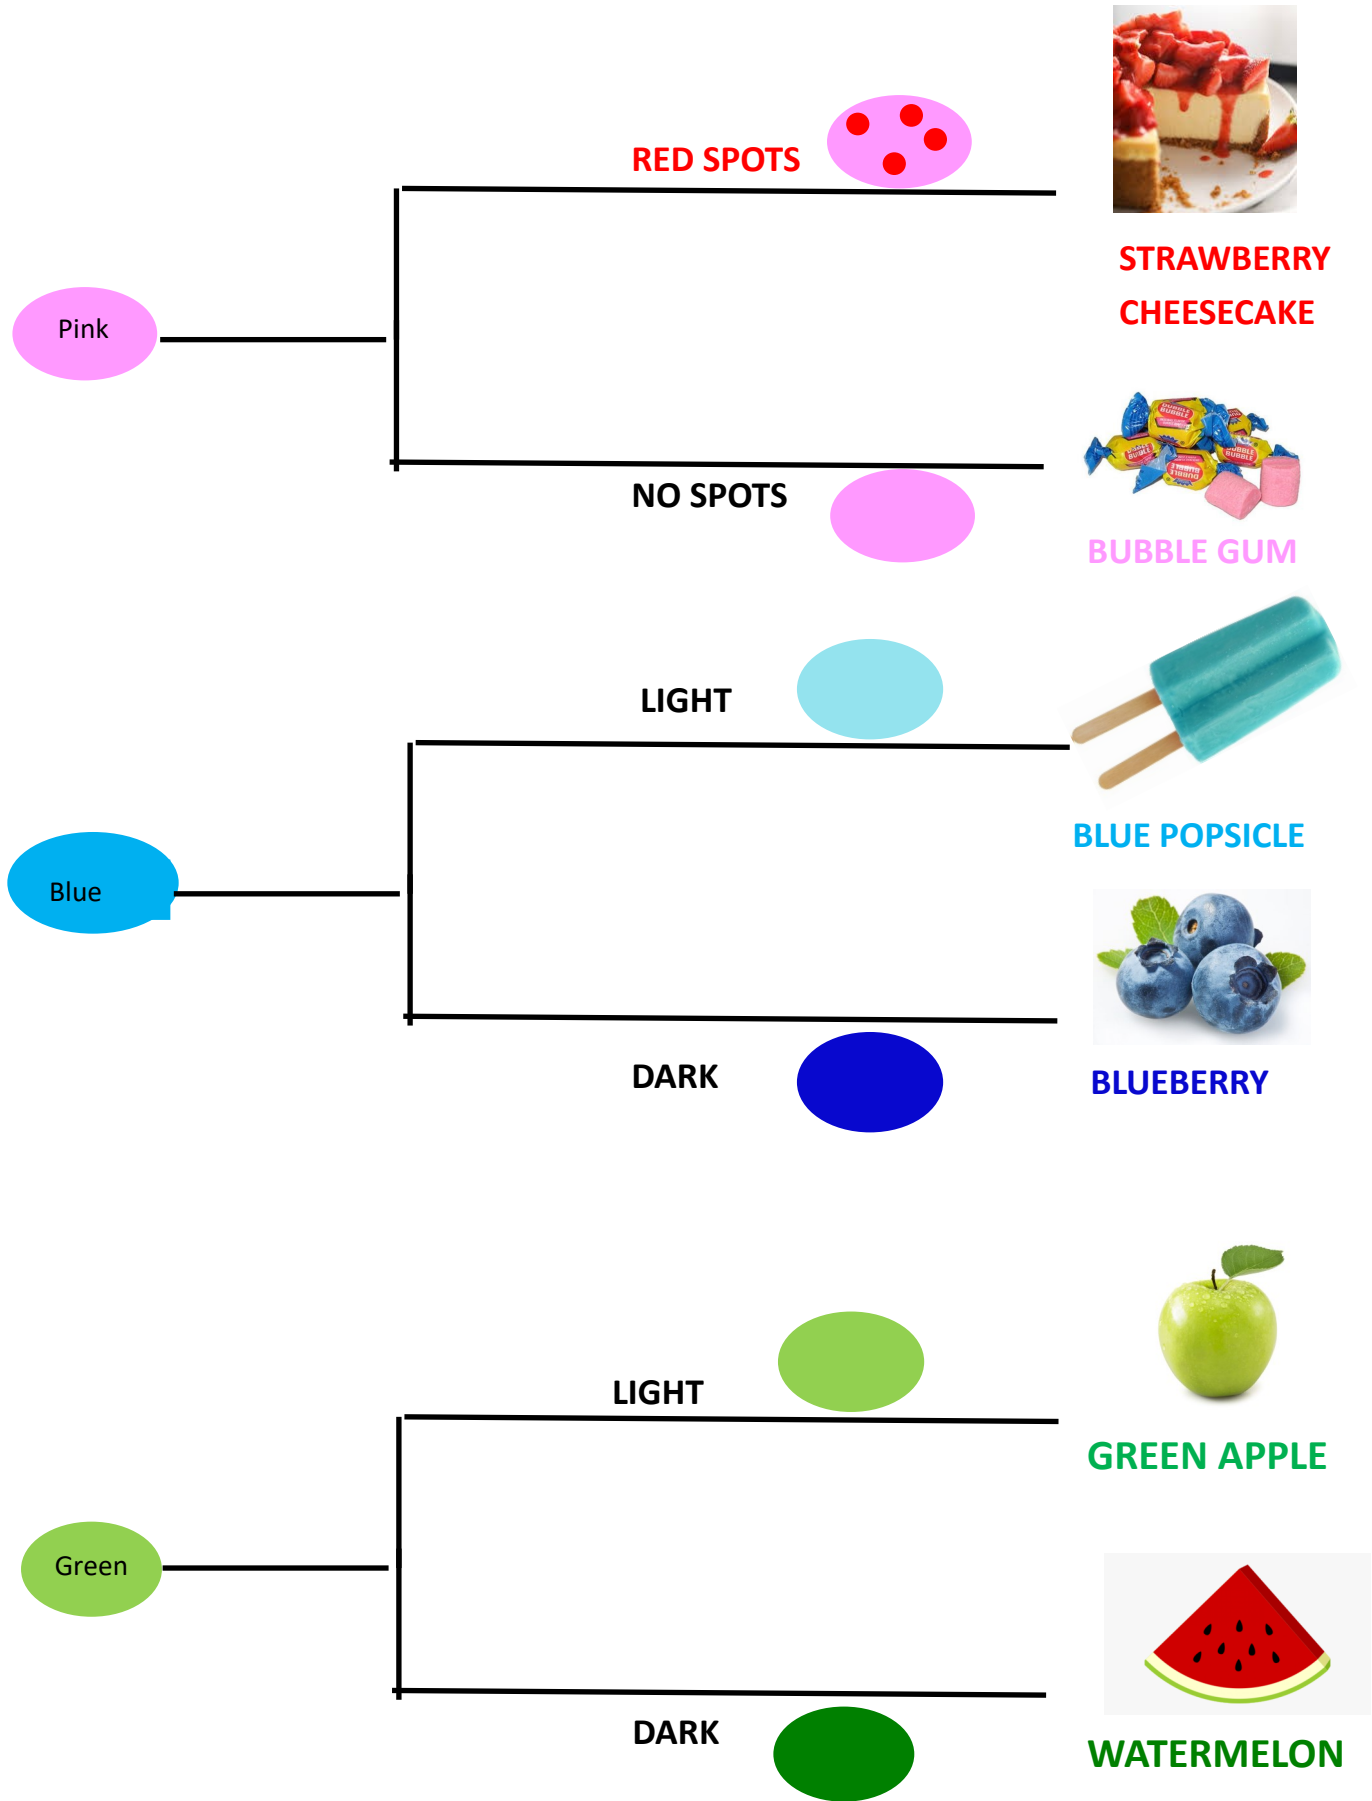 RED SPOTS
STRAWBERRY
CHEESECAKE
Pink
NO SPOTS
BUBBLE GUM
LIGHT
BLUE POPSICLE
Blue
DARK
BLUEBERRY
LIGHT
GREEN APPLE
Green
DARK
WATERMELON